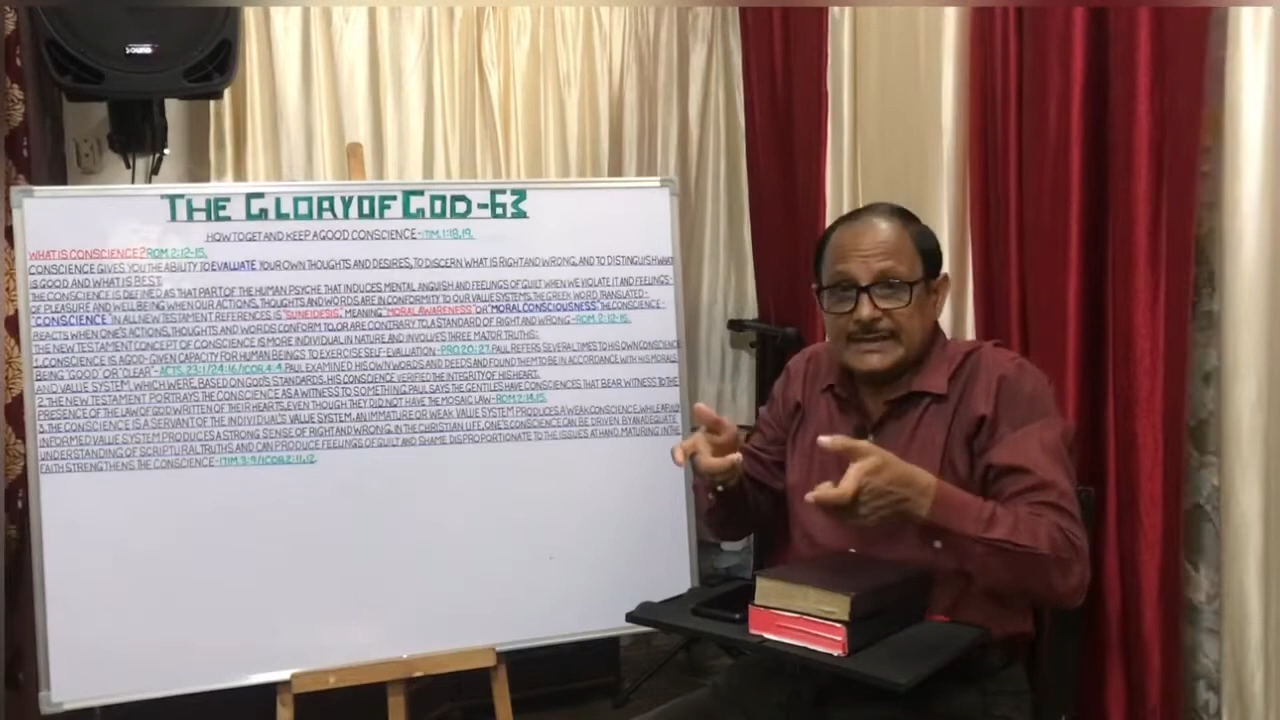 SOUND
THE GLORY OF GOD -63
HOW TO GET AND KEEP A GOOD CONSCIENCE-1TIM.1:18,19.
WHAT IS CONSCIENCE? ROM.2:12-15.
CONSCIENCE GIVES YOU THE ABILITY TO EVALUATE YOUR OWN THOUGHTS AND DESIRES, TO DISCERN WHAT IS RIGHT AND WRONG, AND TO DISTINGUISH WHAT
IS GOOD AND WHAT IS BEST.
THE CONSCIENCE IS DEFINED AS THAT PART OF THE HUMAN PSYCHE THAT INDUCES MENTAL ANGUISH AND FEELINGS OF GUILT WHEN WE VIOLATE IT AND FEELINGS-
OF PLEASURE AND WELL BEING WHEN OUR ACTIONS, THOUGHTS AND WORDS ARE IN CONFORMITY TO OUR VALUE SYSTEMS. THE GREEK WORD TRANSLATED-
"CONSCIENCE" IN ALL NEW TESTAMENT REFERENCES IS "SUNEIDESIS", MEANING "MORAL AWARENESS" OR "MORAL CONSCIOUSNESS". THE CONSCIENCE-
REACTS WHEN ONE'S ACTIONS, THOUGHTS AND WORDS CONFORM TO, OR ARE CONTRARY TO A STANDARD OF RIGHT AND WRONG-ROM.2:12-15.
THE NEW TESTAMENT CONCEPT OF CONSCIENCE IS MORE INDIVIDUAL IN NATURE AND INVOLVES THREE MAJOR TRUTHS:
1. CONSCIENCE IS A GOD-GIVEN CAPACITY FOR HUMAN BEINGS TO EXERCISE SELF-EVALUATION-PRO 20:27. PAUL REFERS SEVERAL TIMES TO HIS OWN CONSCIENCE
BEING "GOOD" OR "CLEAR"-ACTS.23:1/24:16/1COR.4:4. PAUL EXAMINED HIS OWN WORDS AND DEEDS AND FOUND THEM TO BE IN ACCORDANCE WITH HIS MORALS
AND VALUE SYSTEM, WHICH WERE, BASED ON GOD'S STANDARDS. HIS CONSCIENCE VERIFIED THE INTEGRITY OF HIS HEART.
2. THE NEW TESTAMENT PORTRAYS THE CONSCIENCE AS A WITNESS TO SOMETHING. PAUL SAYS THE GENTILES HAVE CONSCIENCES THAT BEAR WITNESS TO THE
PRESENCE OF THE LAW OF GOD WRITTEN OF THEIR HEARTS, EVEN THOUGH THEY DID NOT HAVE THE MOSAIC LAW-ROM.2:14,15.
3. THE CONSCIENCE IS A SERVANT OF THE INDIVIDUAL'S VALUE SYSTEM. AN IMMATURE OR WEAK VALUE SYSTEM PRODUCES A WEAK CONSCIENCE, WHILE A FULLY
INFORMED VALUE SYSTEM PRODUCES A STRONG SENSE OF RIGHT AND WRONG. IN THE CHRISTIAN LIFE, ONE'S CONSCIENCE CAN BE DRIVEN BY AN ADEQUATE
UNDERSTANDING OF SCRIPTURAL TRUTHS AND CAN PRODUCE FEELINGS OF GUILT AND SHAME DISPROPORTIONATE TO THE ISSUES AT HAND. MATURING IN THE
FAITH STRENGTHENS THE CONSCIENCE-1TIM.3:9/1COR.2:11,12.